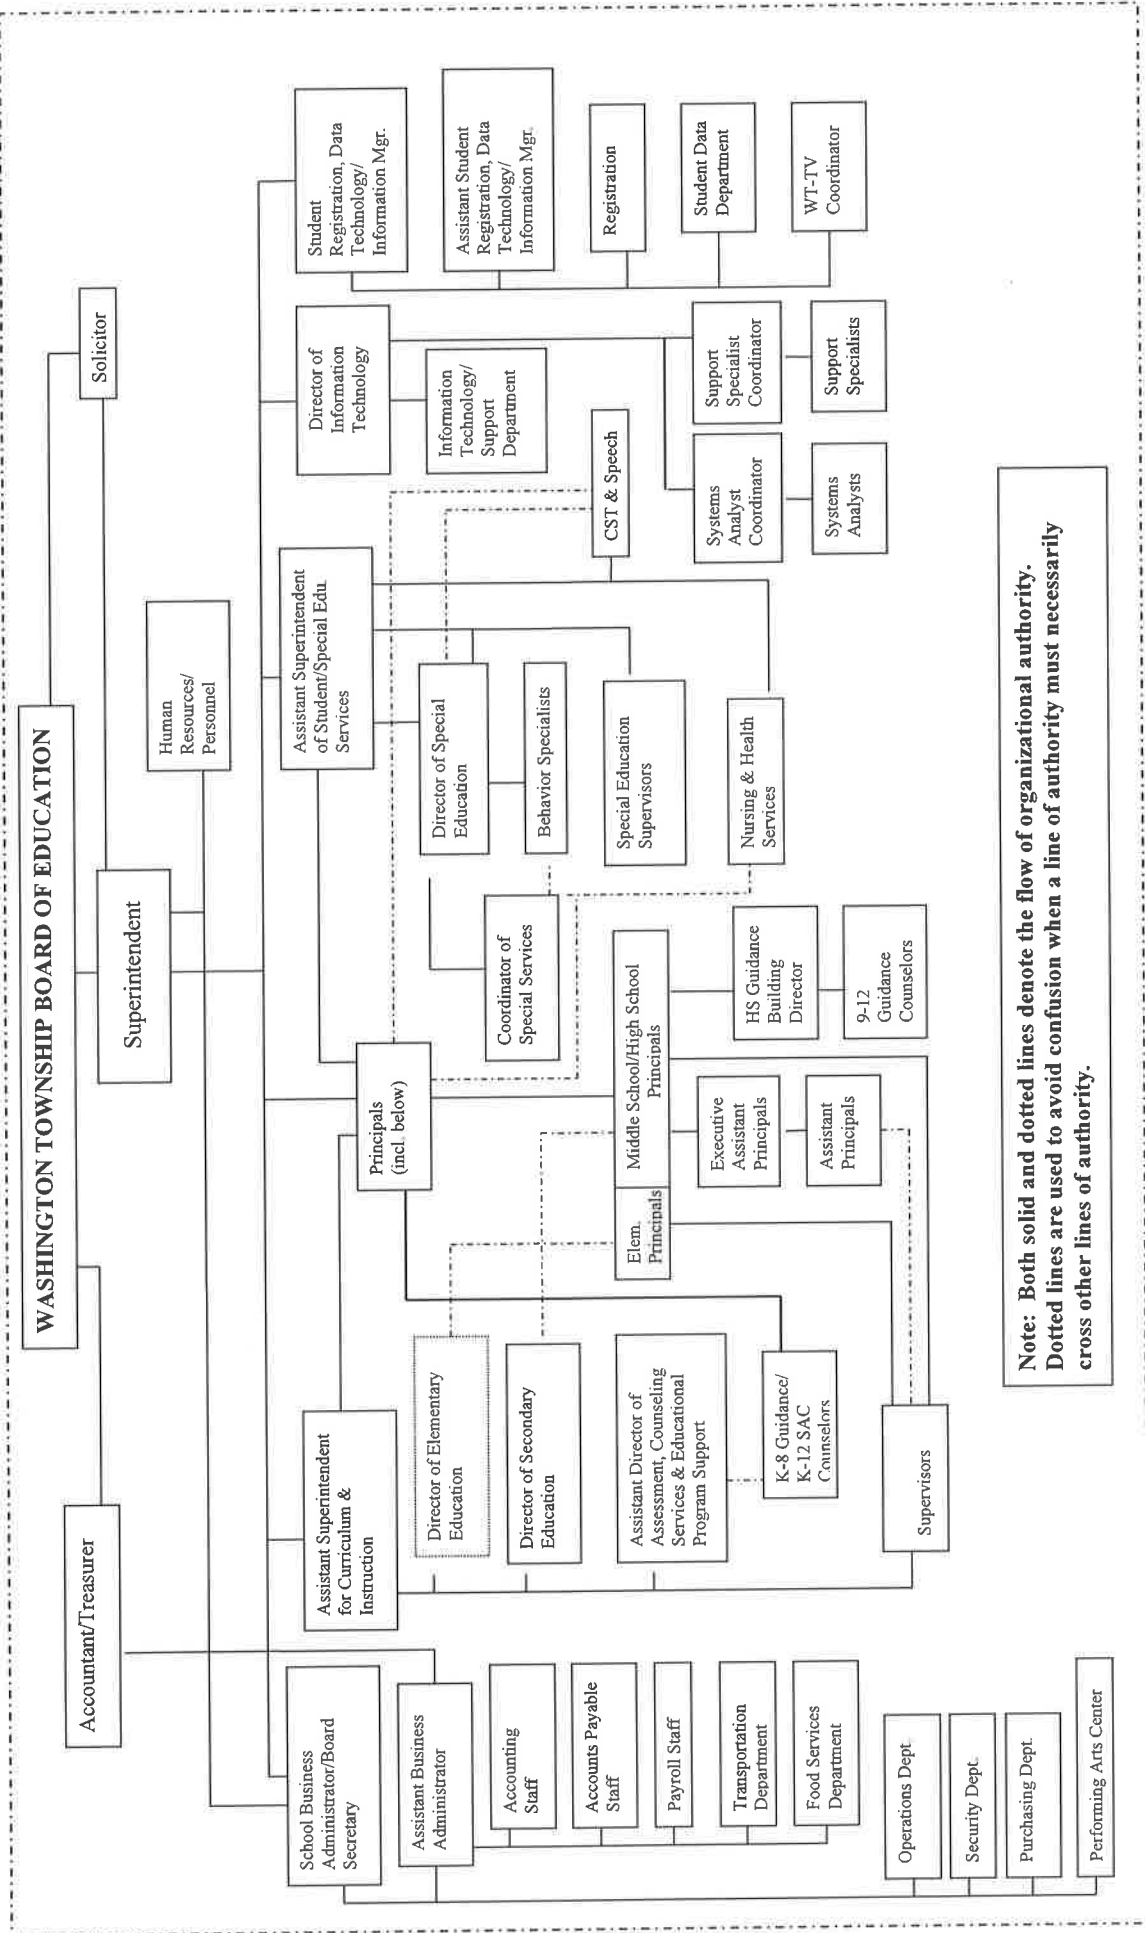 WASHINGTON TOWNSHIP BOARD OF EDUCATION
Accountant/Treasurer
Superintendent
Solicitor
Human
Resources/
Personnel
School Business
Administrator/Board
Secretary
Assistant Business
Administrator
Accounting
Staff
Accounts Payable
Staff
Payroll Staff
Transportation
Department
Food Services
Department
Operations Dept.
Security Dept.
Purchasing Dept.
Performing Arts Center
Assistant Superintendent
for Curriculum &
Instruction
Director of Elementary
Education
Director of Secondary
Education
Assistant Director of
Assessment, Counseling
Services & Educational
Program Support
K-8 Guidance/
K-12 SAC
Counselors
Supervisors
Principals
(incl. below)
Elem.
Principals
Middle School/High School
Principals
Executive
Assistant
Principals
Assistant
Principals
HS Guidance
Building
Director
9-12
Guidance
Counselors
Assistant Superintendent
of Student/Special Edu.
Services
Director of Special
Education
Coordinator of
Special Services
Behavior Specialists
Special Education
Supervisors
Nursing & Health
Services
CST & Speech
Director of
Information
Technology
Information
Technology/
Support
Department
Systems
Analyst
Coordinator
Systems
Analysts
Support
Specialist
Coordinator
Support
Specialists
Student
Registration, Data
Technology/
Information Mgr.
Assistant Student
Registration, Data
Technology/
Information Mgr.
Registration
Student Data
Department
WT-TV
Coordinator
Note: Both solid and dotted lines denote the flow of organizational authority.
Dotted lines are used to avoid confusion when a line of authority must necessarily
cross other lines of authority.